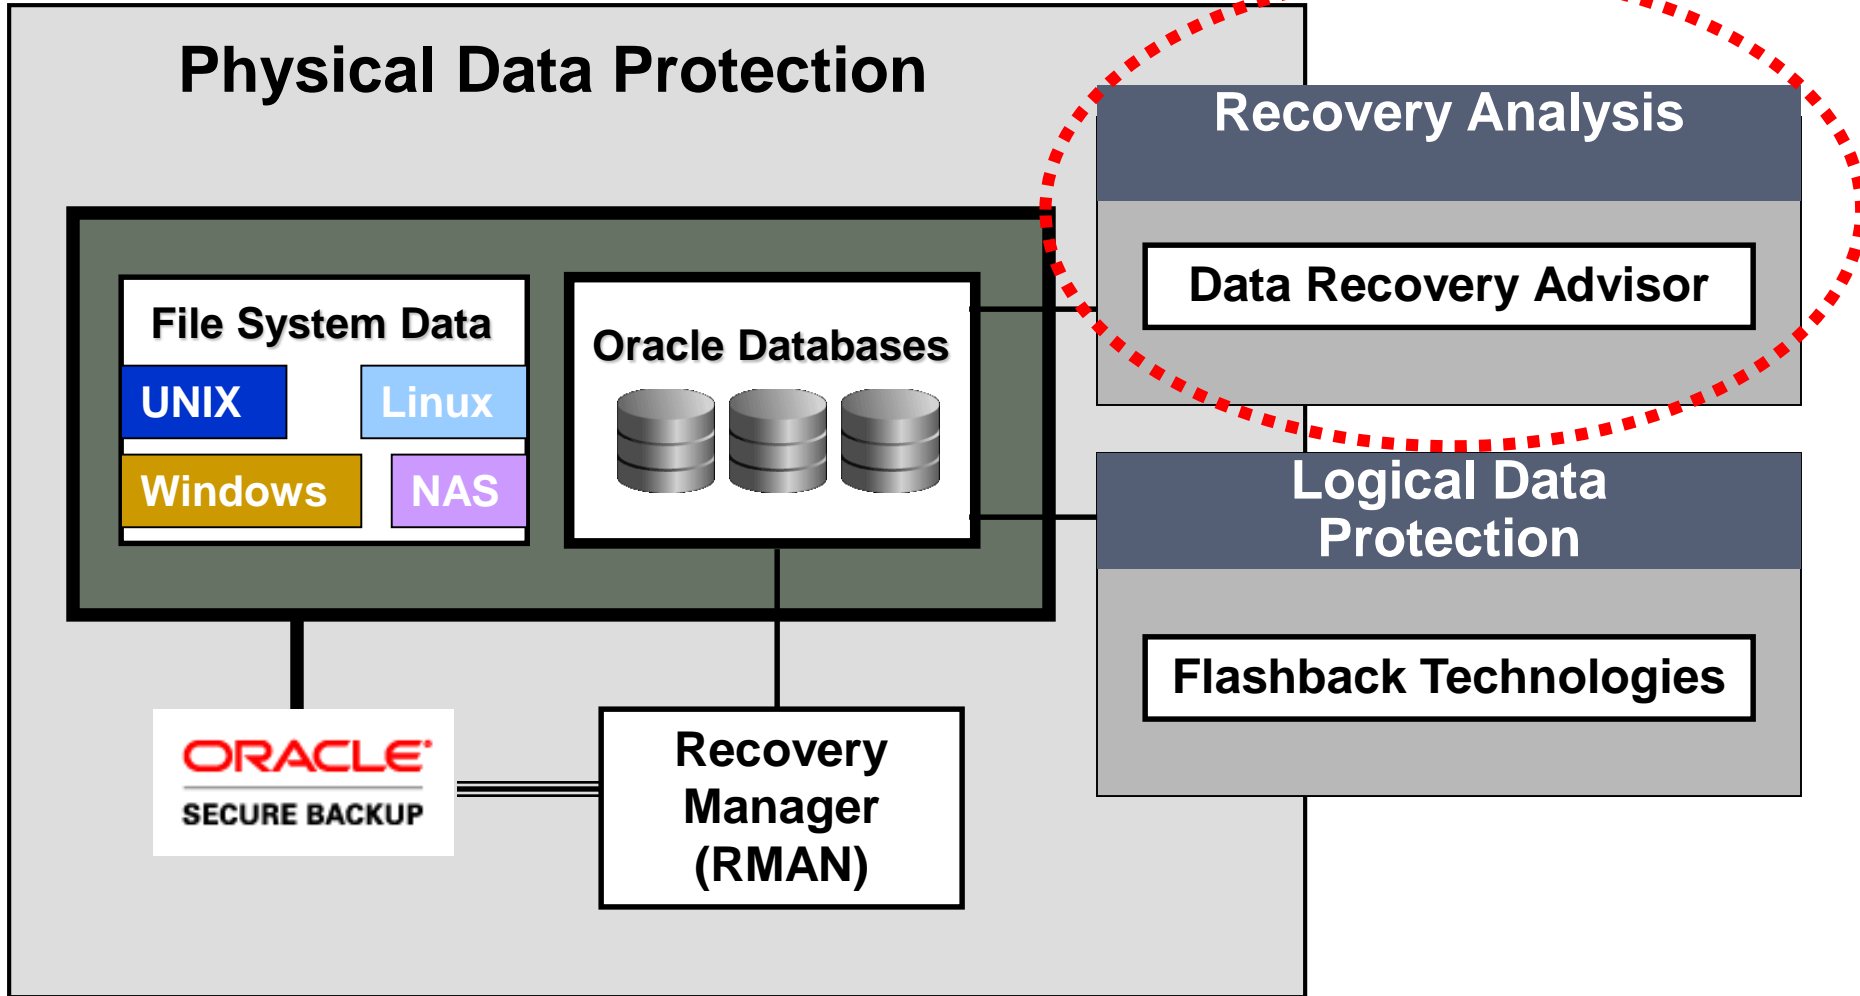 Physical Data Protection
Recovery Analysis
Data Recovery Advisor
File System Data
UNIX
Linux
Windows
NAS
Oracle Databases
Logical Data
Protection
Flashback Technologies
ORACLE
SECURE BACKUP
Recovery
Manager
(RMAN)